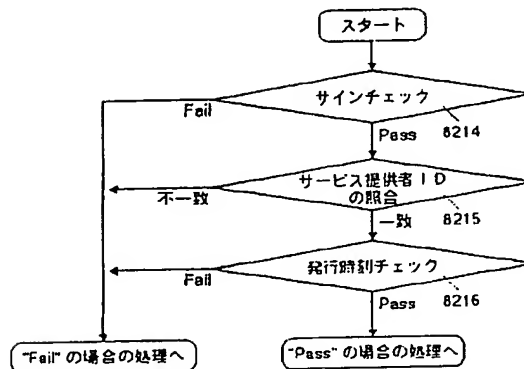 スタート
サインチェック
Fail
Pass
8214
サービス提供者ID
の照合
不一致
一致
8215
発行時刻チェック
Fail
Pass
8216
"Fail"の場合の処理へ
"Pass"の場合の処理へ